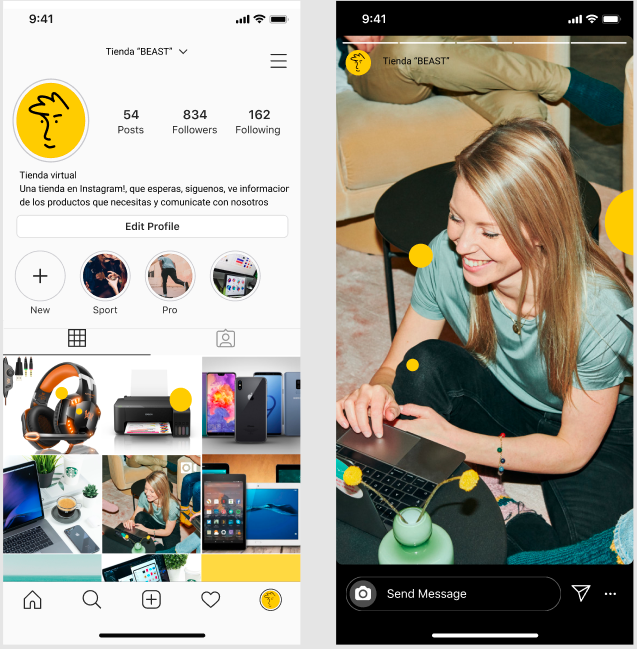 9:41
Tienda “BEAST”
54
834
162
Posts
Followers
Following
Tienda virtual
Una tienda en Instagram!, que esperas, siguenos, ve informacior
de los productos que necesitas y comunicate con nosotros
Edit Profile
New
Sport
Pro
9:41
Tienda “BEAST”
Send Message